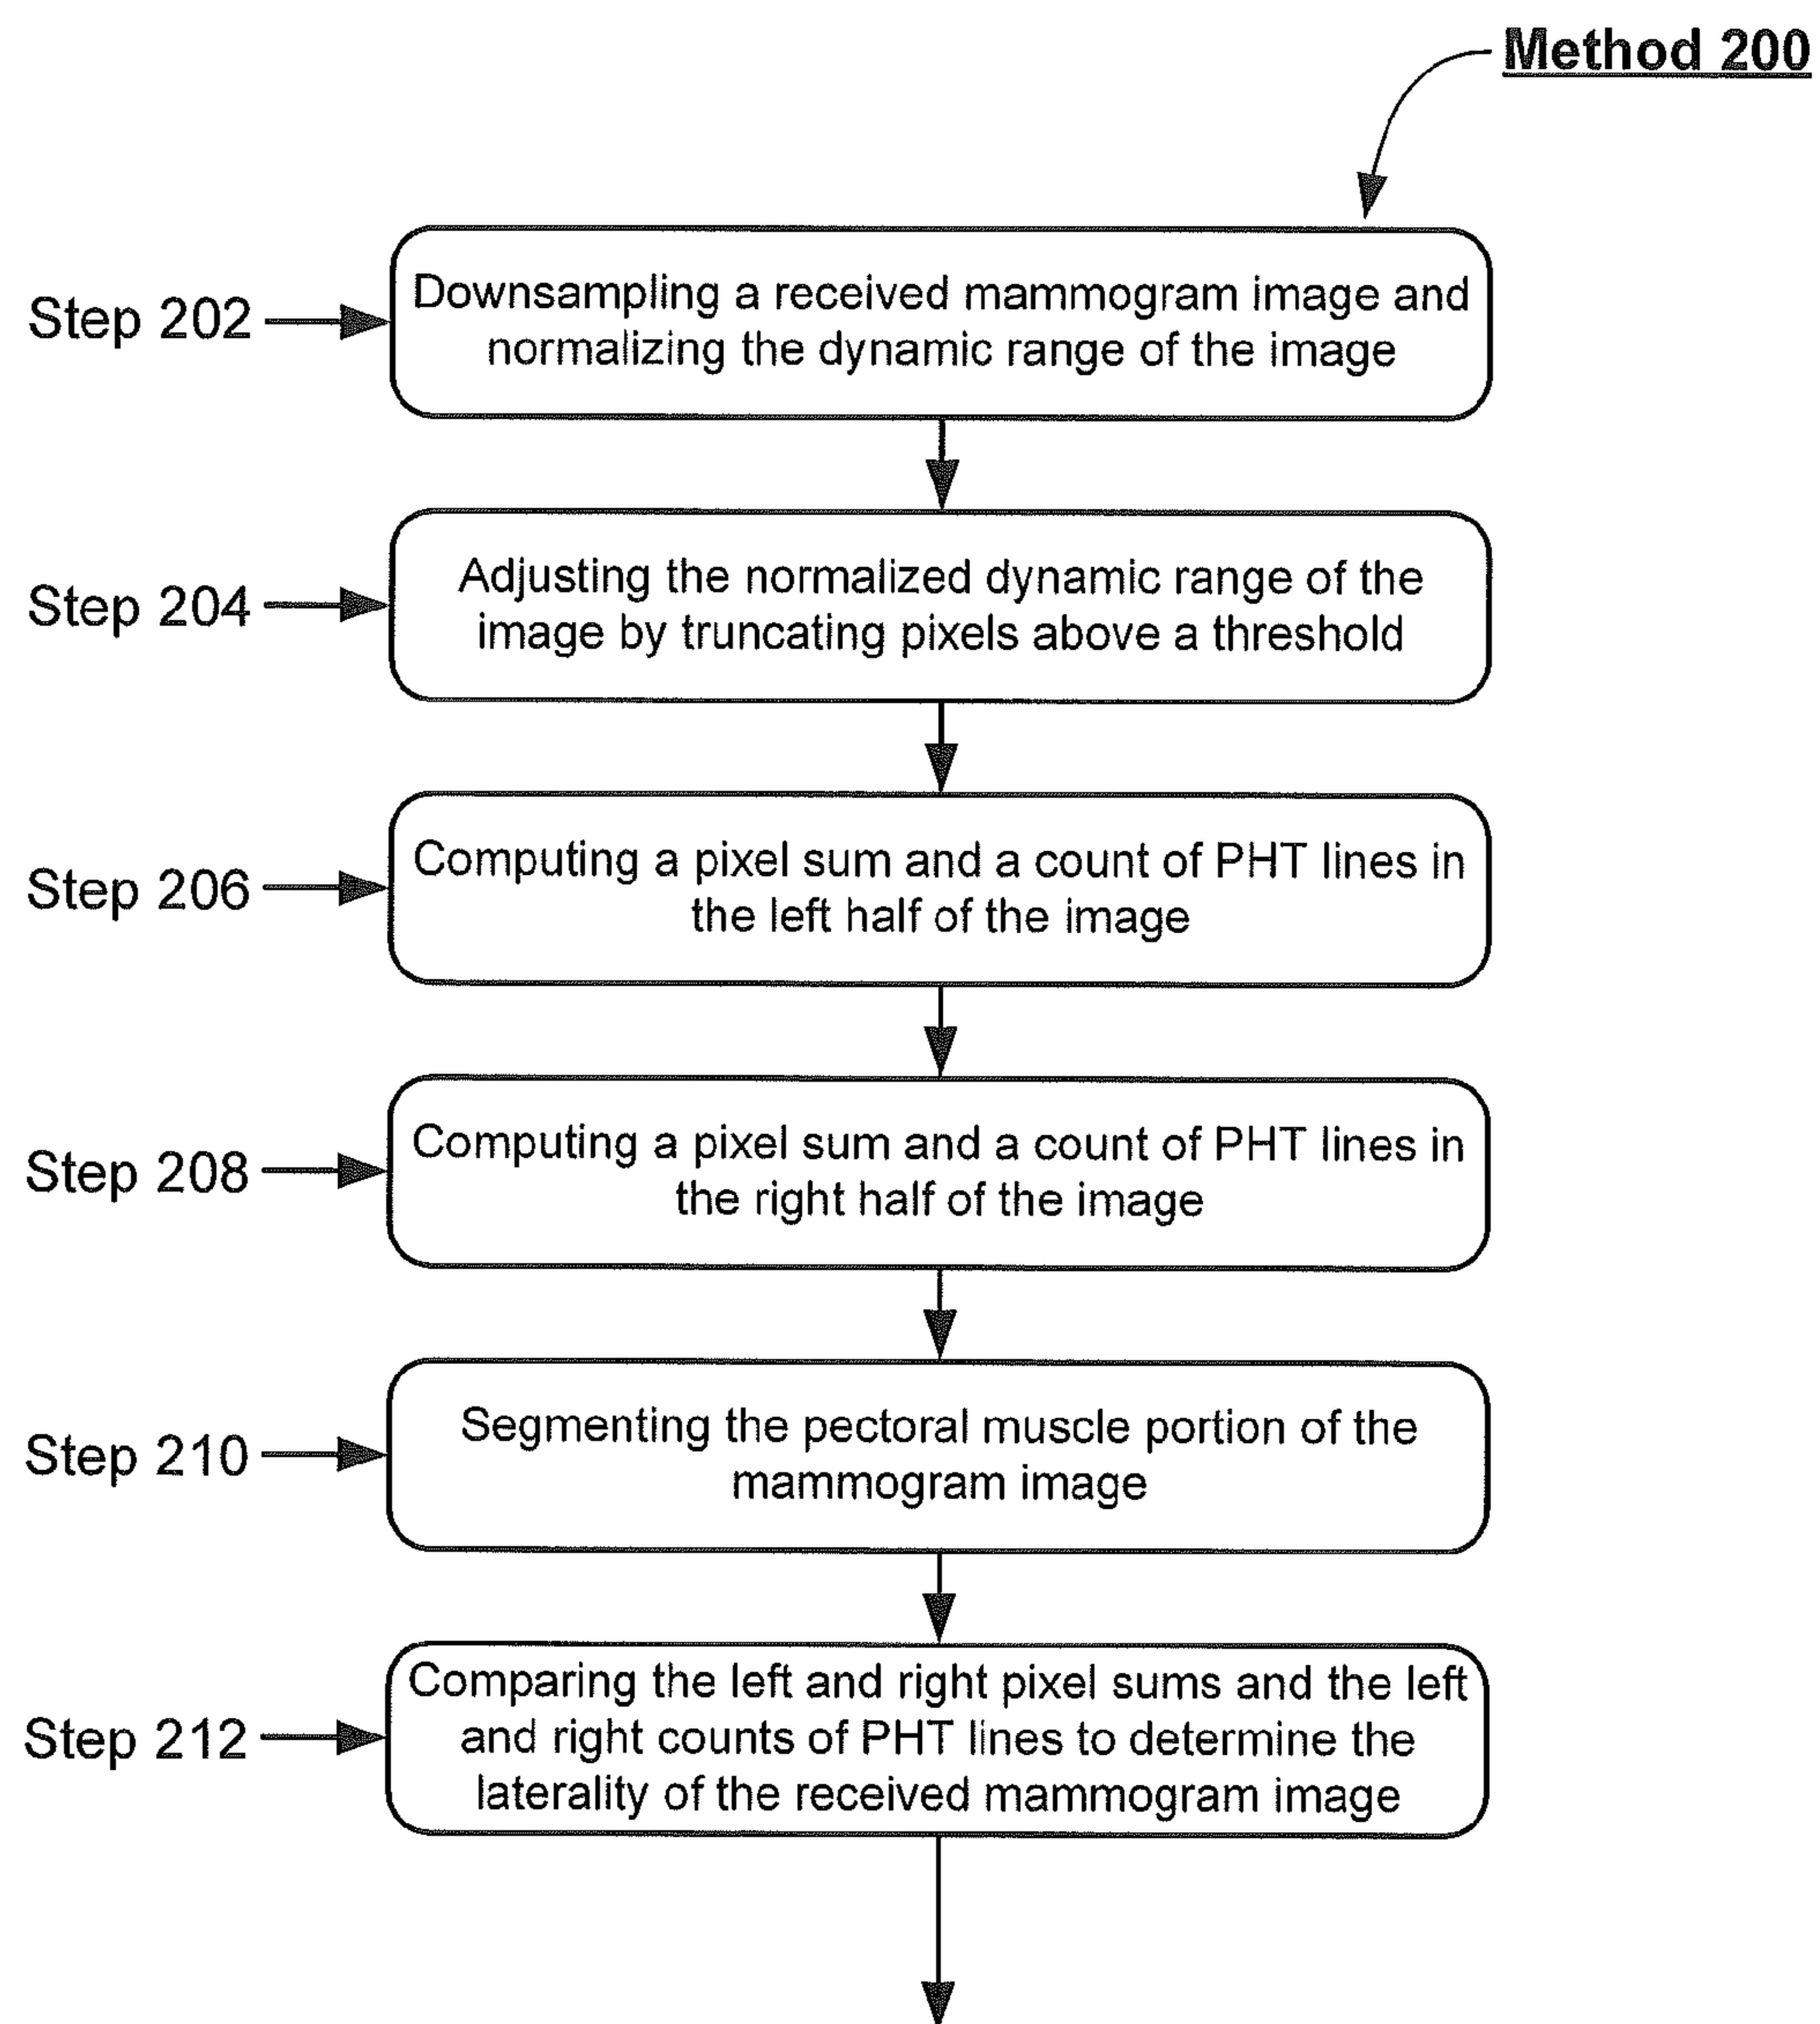 Method 200
Step 202
Downsampling a received mammogram image and
normalizing the dynamic range of the image
Step 204
Adjusting the normalized dynamic range of the
image by truncating pixels above a threshold
Step 206
Computing a pixel sum and a count of PHT lines in
the left half of the image
Step 208
Computing a pixel sum and a count of PHT lines in
the right half of the image
Step 210
Segmenting the pectoral muscle portion of the
mammogram image
Step 212
Comparing the left and right pixel sums and the left
and right counts of PHT lines to determine the
laterality of the received mammogram image